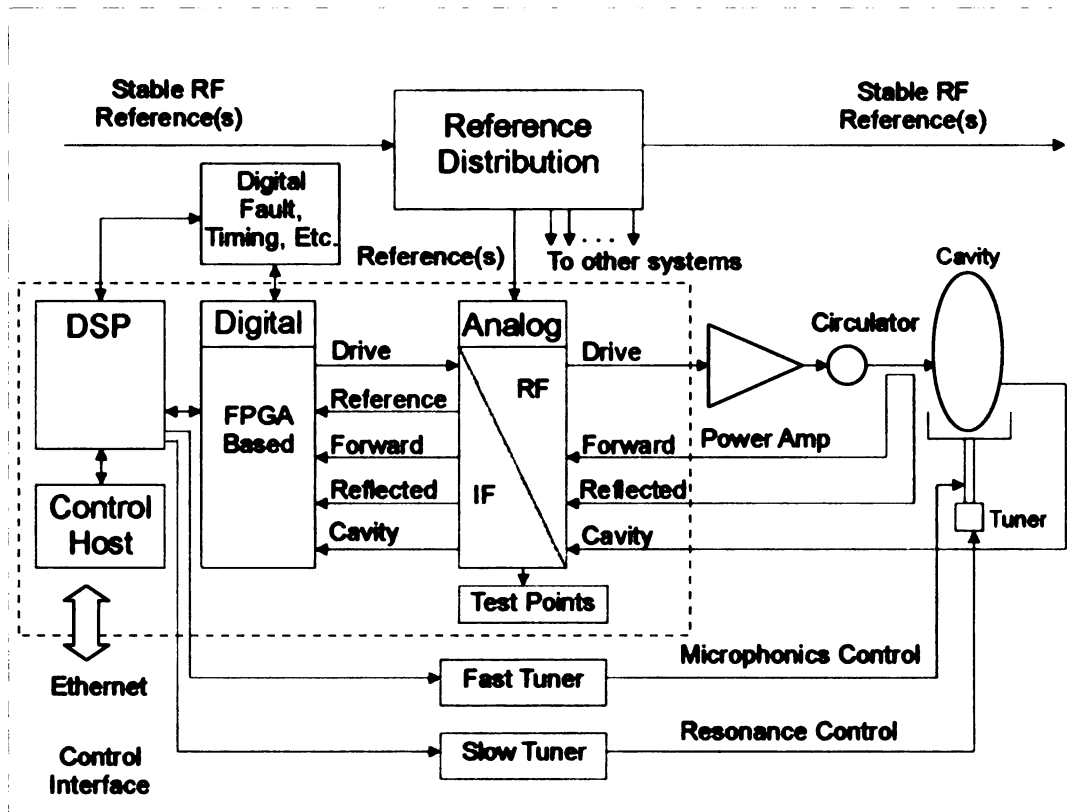 Stable RF
Reference(s)
Reference
Distribution
Stable RF
Reference(s)
Digital
Fault,
Timing, Etc.
Reference(s)
To other systems
Cavity
DSP
Digital
Analog
Circulator
Drive
Drive
RF
FPGA
Based
Reference
Forward
Forward
Power Amp
Reflected
IF
Reflected
Control
Host
Cavity
Cavity
Tuner
Test Points
Ethernet
Fast Tuner
Microphonics Control
Slow Tuner
Resonance Control
Control
Interface